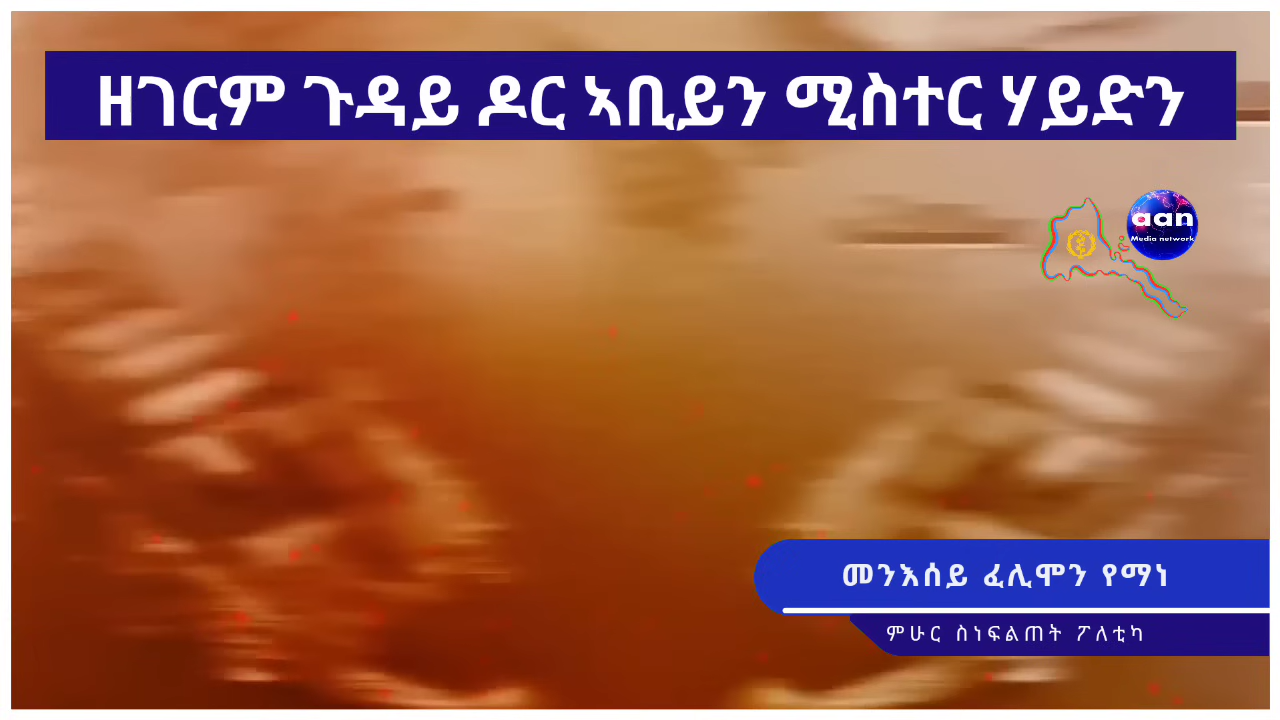 ዘገርም ጉዳይ ዶር ኣቢይን ሚስተር ሃይድን
aan
Media network
መንእሰይ ፈሊሞን የማነ
ምሁር ስነፍልጠት ፖለቲካ